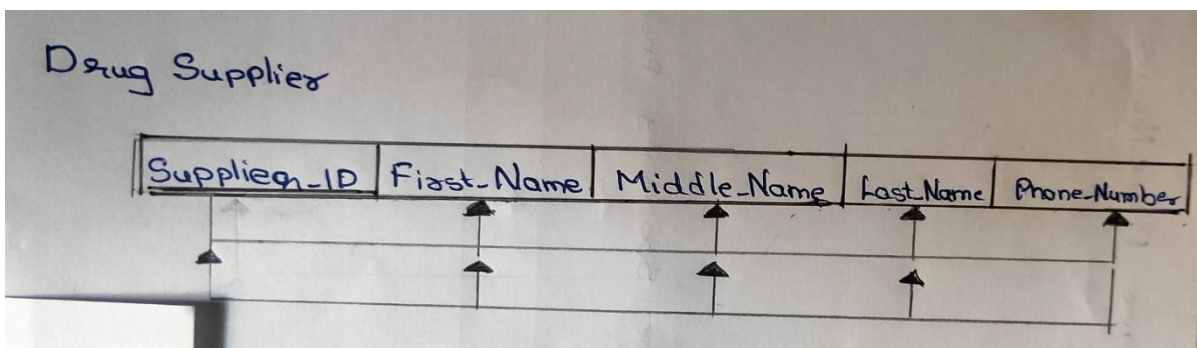 Drug Supplier
Supplier_ID First_Name Middle_Name Last_Name Phone_Number